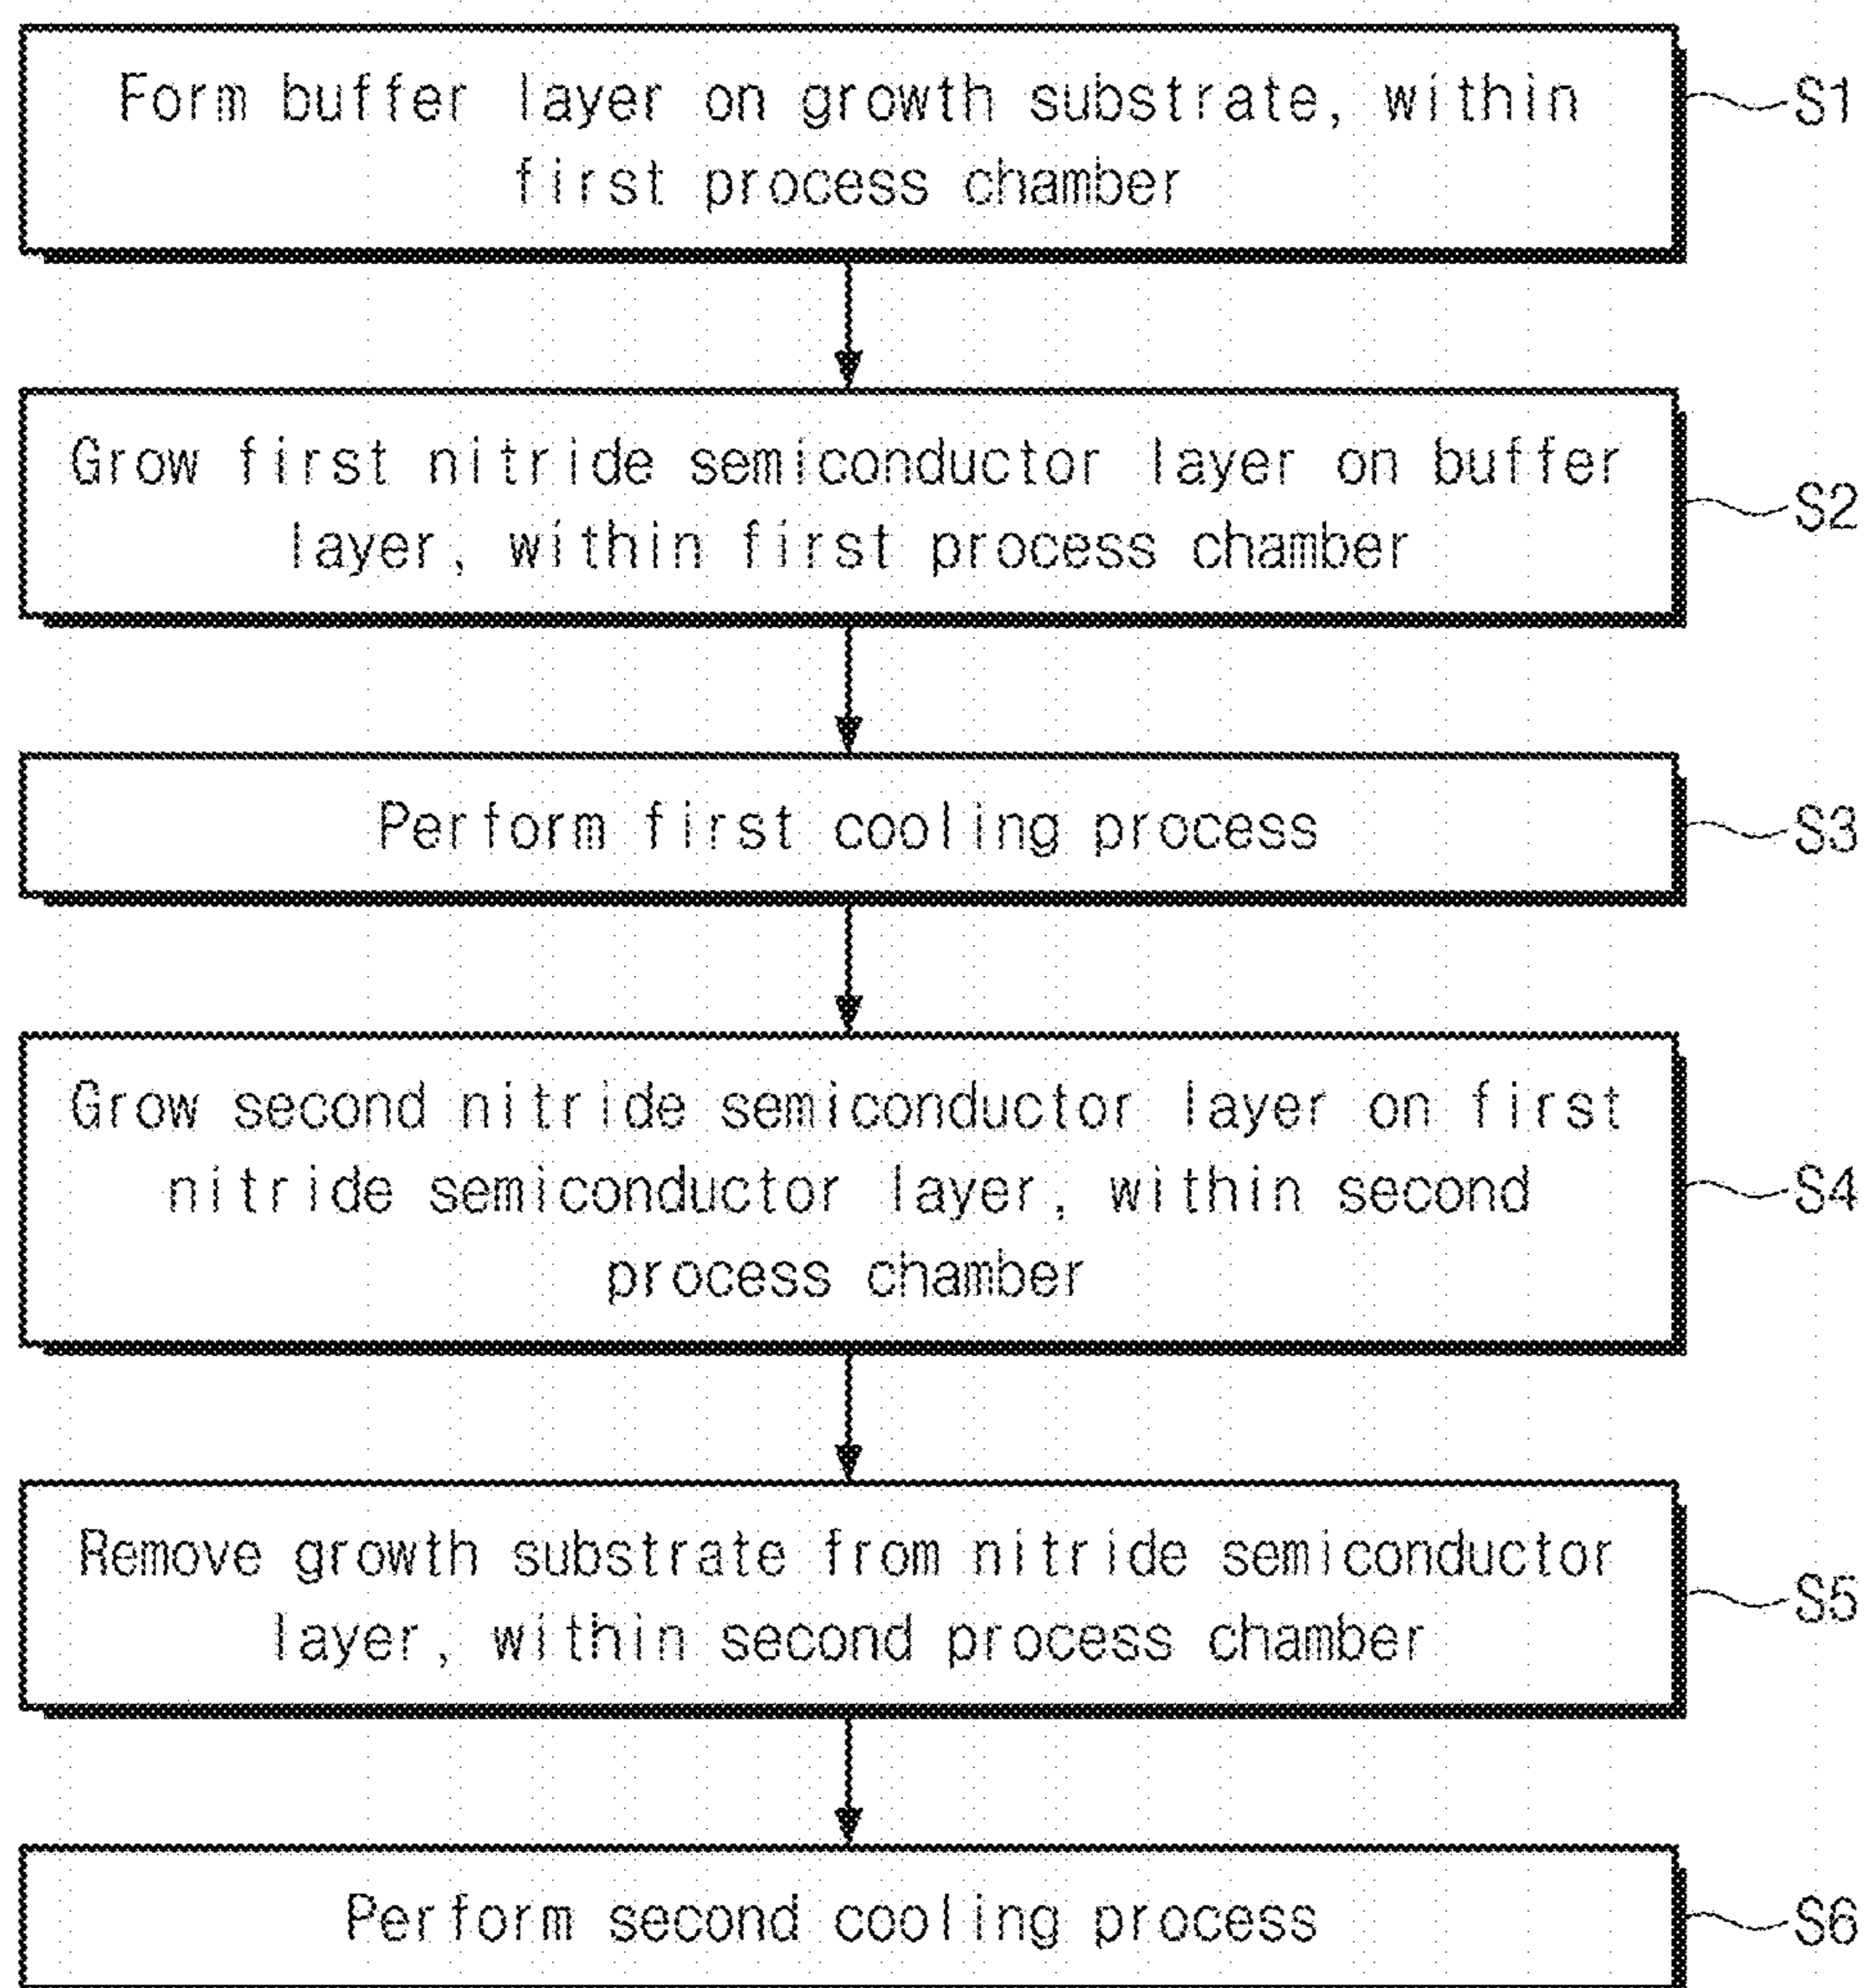 Form buffer layer on growth substrate, within
first process chamber
S1
Grow first nitride semiconductor layer on buffer
layer, within first process chamber
S2
Perform first cooling process
S3
Grow second nitride semiconductor layer on first
nitride semiconductor layer, within second
process chamber
S4
Remove growth substrate from nitride semiconductor
layer, within second process chamber
S5
Perform second cooling process
S6